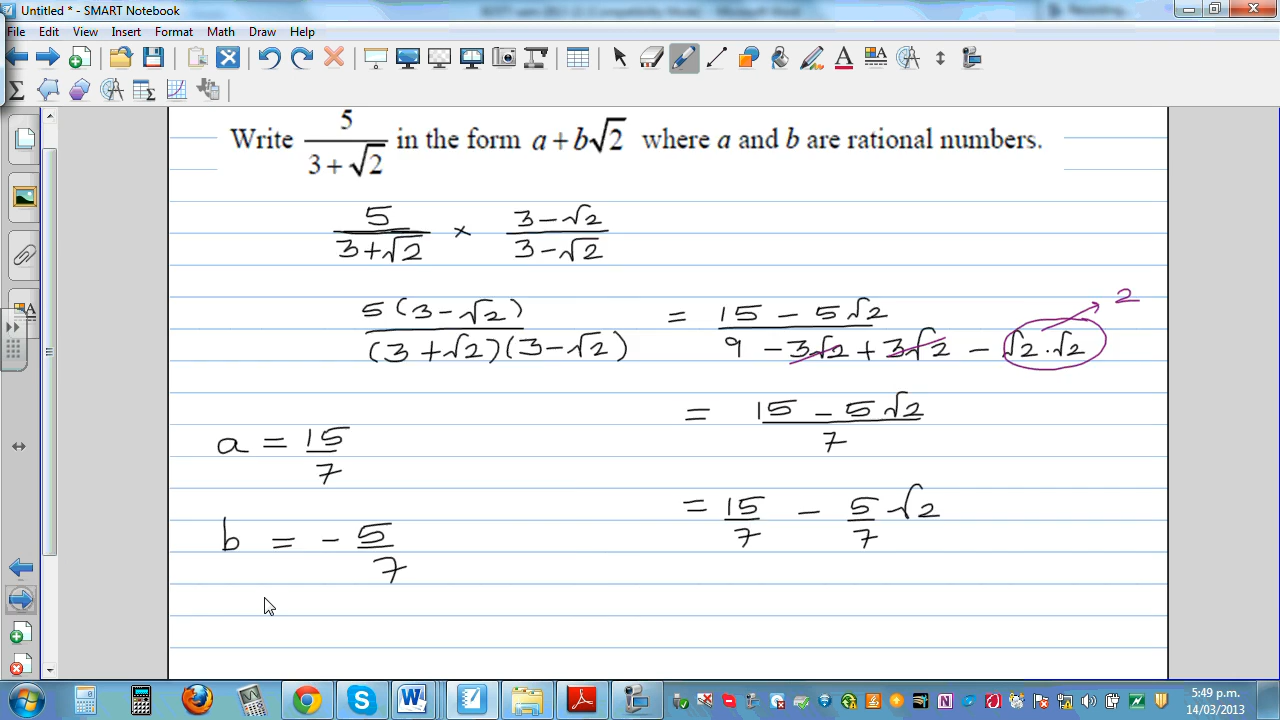 Untitled * - SMART Notebook
File Edit View Insert Format Math Draw Help
Write 5/(3 + √2) in the form a + b√2 where a and b are rational numbers.
5/(3+√2) × (3-√2)/(3-√2)
5(3-√2)/((3+√2)(3-√2)) = (15 - 5√2)/(9 - 3√2 + 3√2 - √2.√2) 2
= (15 - 5√2)/7
a = 15/7
= 15/7 - 5/7 √2
b = - 5/7
5:49 p.m.
14/03/2013